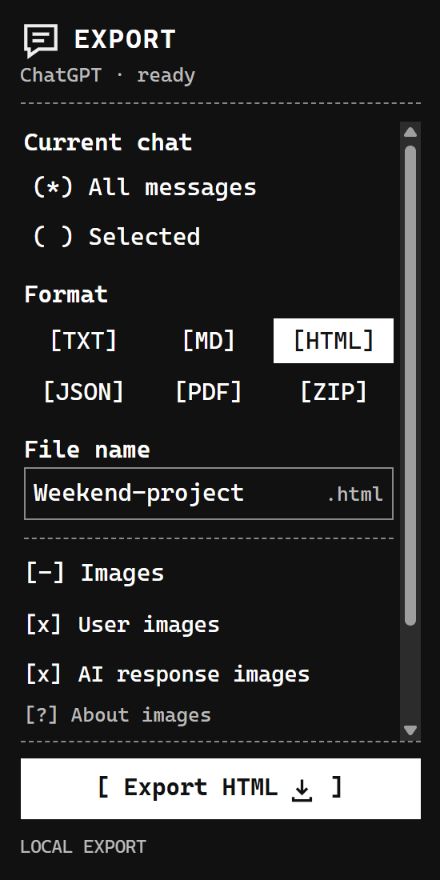 EXPORT
ChatGPT · ready
Current chat
(*) All messages
( ) Selected
Format
[TXT] [MD] [HTML]
[JSON] [PDF] [ZIP]
File name
Weekend-project .html
[-] Images
[x] User images
[x] AI response images
[?] About images
[ Export HTML ]
LOCAL EXPORT